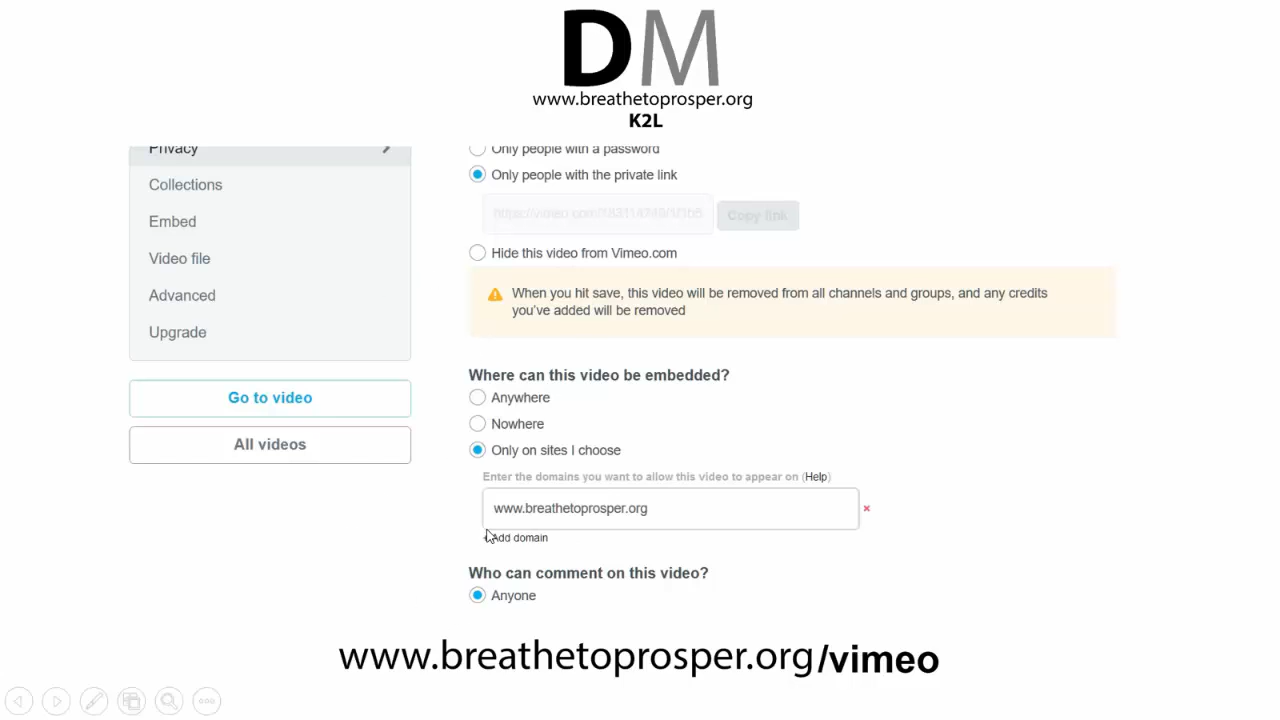 DM
www.breathetoprosper.org
K2L
Privacy
Collections
Embed
Video file
Advanced
Upgrade
Go to video
All videos
Only people with a password
Only people with the private link
Copy link
Hide this video from Vimeo.com
When you hit save, this video will be removed from all channels and groups, and any credits
you've added will be removed
Where can this video be embedded?
Anywhere
Nowhere
Only on sites I choose
Enter the domains you want to allow this video to appear on (Help)
www.breathetoprosper.org
Add domain
Who can comment on this video?
Anyone
www.breathetoprosper.org/vimeo